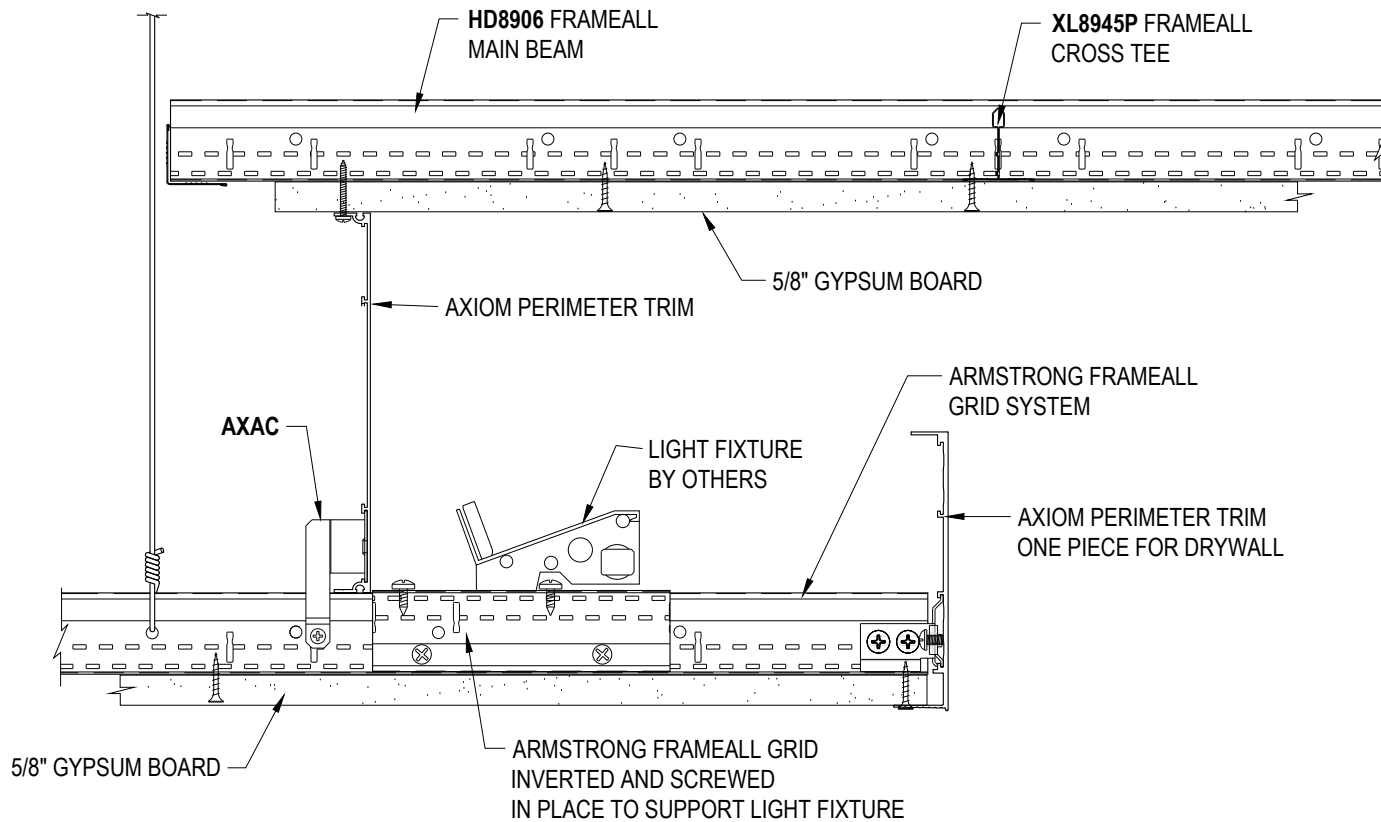 HD8906 FRAMEALL
MAIN BEAM
XL8945P FRAMEALL
CROSS TEE
5/8" GYPSUM BOARD
AXIOM PERIMETER TRIM
ARMSTRONG FRAMEALL
GRID SYSTEM
AXAC
LIGHT FIXTURE
BY OTHERS
AXIOM PERIMETER TRIM
ONE PIECE FOR DRYWALL
5/8" GYPSUM BOARD
ARMSTRONG FRAMEALL GRID
INVERTED AND SCREWED
IN PLACE TO SUPPORT LIGHT FIXTURE